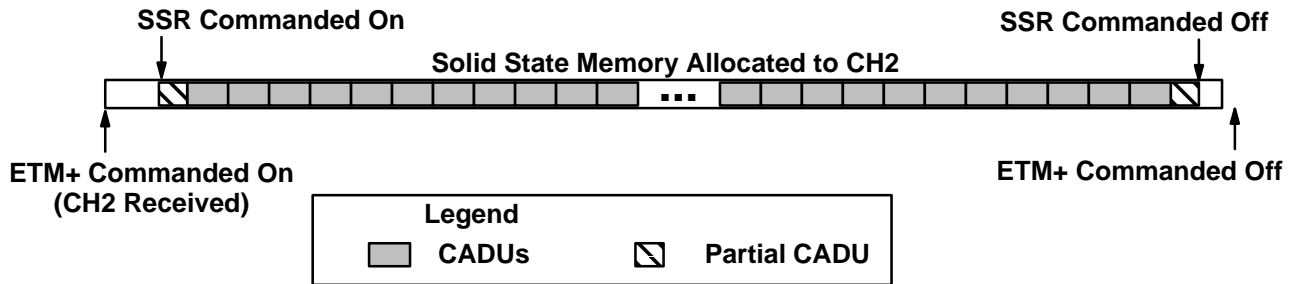 SSR Commanded On
SSR Commanded Off
Solid State Memory Allocated to CH2
...
ETM+ Commanded On
(CH2 Received)
ETM+ Commanded Off
Legend
CADUs
Partial CADU